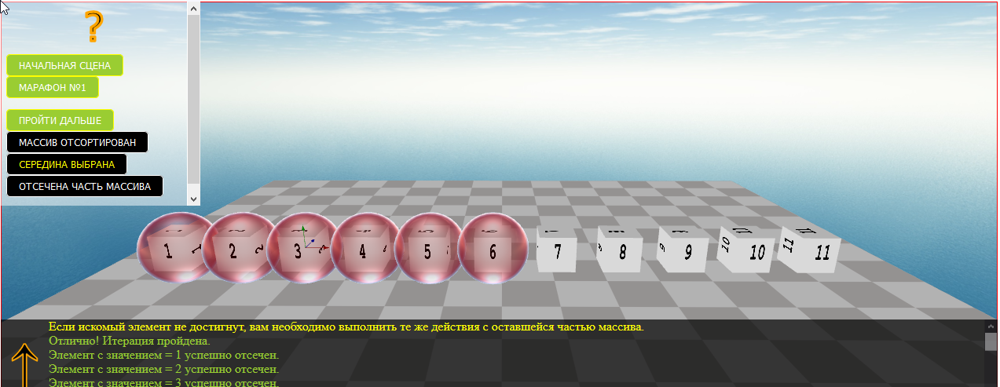 ?
НАЧАЛЬНАЯ СЦЕНА
МАРАФОН №1
ПРОЙТИ ДАЛЬШЕ
МАССИВ ОТСОРТИРОВАН
СЕРЕДИНА ВЫБРАНА
ОТСЕЧЕНА ЧАСТЬ МАССИВА
1 2 3 4 5 6 7 8 9 10 11
Если искомый элемент не достигнут, вам необходимо выполнить те же действия с оставшейся частью массива.
Отлично! Итерация пройдена.
Элемент с значением = 1 успешно отсечен.
Элемент с значением = 2 успешно отсечен.
Элемент с значением = 3 успешно отсечен.